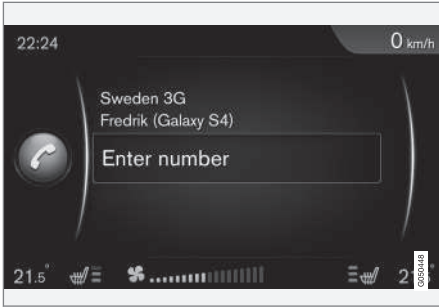 22:24
0 km/h
Sweden 3G
Fredrik (Galaxy S4)
Enter number
21.5°
G050448